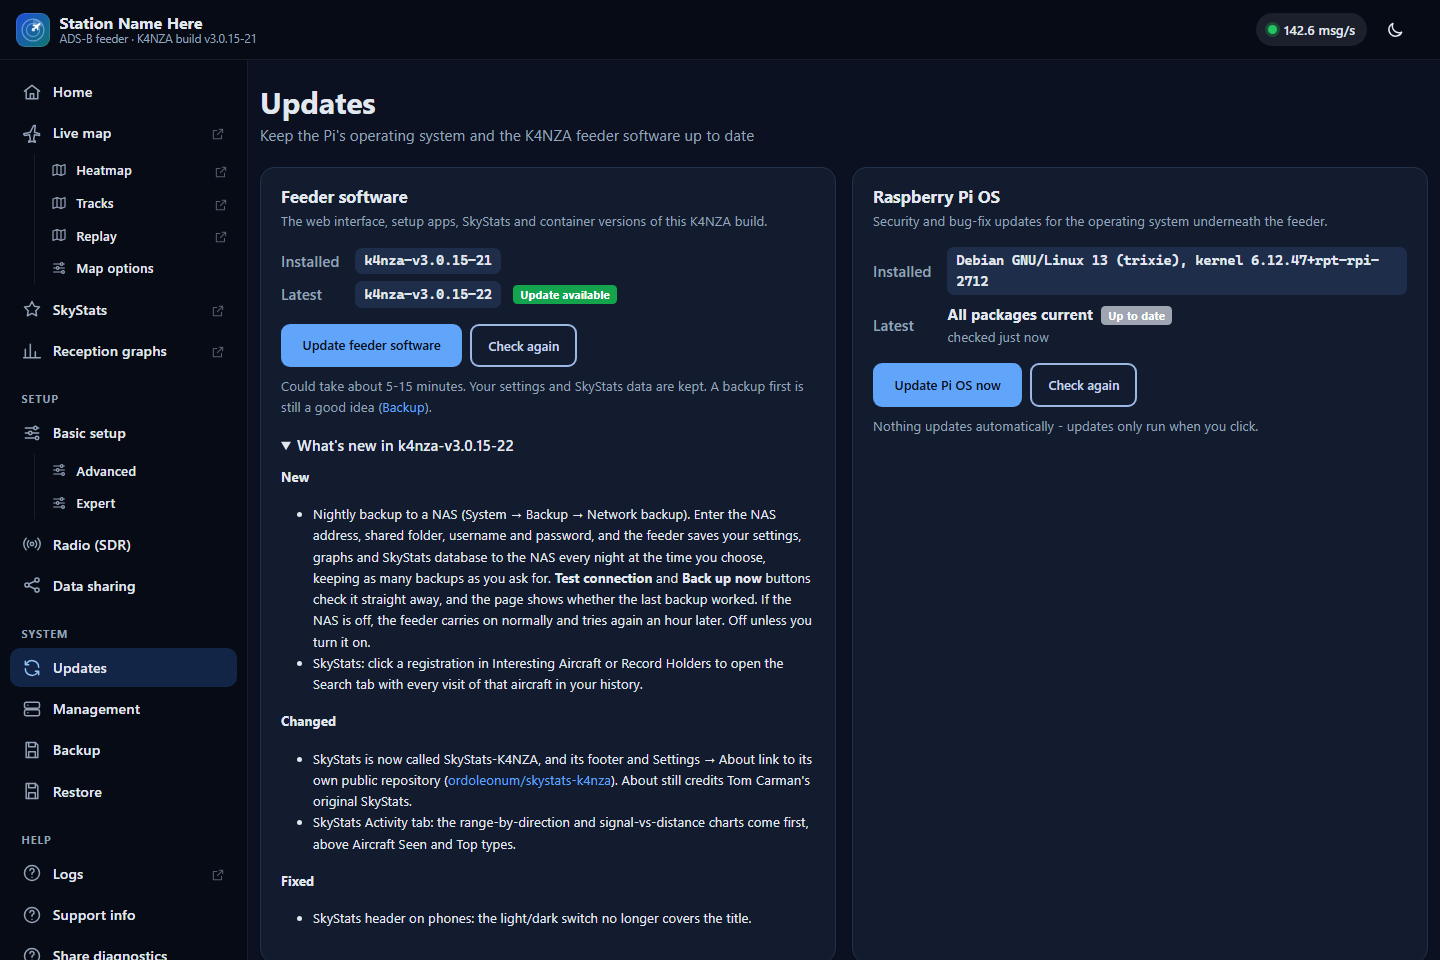 Station Name Here
ADS-B feeder · K4NZA build v3.0.15-21
142.6 msg/s
Home
Live map
Heatmap
Tracks
Replay
Map options
SkyStats
Reception graphs
SETUP
Basic setup
Advanced
Expert
Radio (SDR)
Data sharing
SYSTEM
Updates
Management
Backup
Restore
HELP
Logs
Support info
Share diagnostics
Updates
Keep the Pi's operating system and the K4NZA feeder software up to date
Feeder software
The web interface, setup apps, SkyStats and container versions of this K4NZA build.
Installed k4nza-v3.0.15-21
Latest k4nza-v3.0.15-22 Update available
Update feeder software Check again
Could take about 5-15 minutes. Your settings and SkyStats data are kept. A backup first is
still a good idea (Backup).
▼ What's new in k4nza-v3.0.15-22
New
• Nightly backup to a NAS (System → Backup → Network backup). Enter the NAS
address, shared folder, username and password, and the feeder saves your settings,
graphs and SkyStats database to the NAS every night at the time you choose,
keeping as many backups as you ask for. Test connection and Back up now buttons
check it straight away, and the page shows whether the last backup worked. If the
NAS is off, the feeder carries on normally and tries again an hour later. Off unless you
turn it on.
• SkyStats: click a registration in Interesting Aircraft or Record Holders to open the
Search tab with every visit of that aircraft in your history.
Changed
• SkyStats is now called SkyStats-K4NZA, and its footer and Settings → About link to its
own public repository (ordoleonum/skystats-k4nza). About still credits Tom Carman's
original SkyStats.
• SkyStats Activity tab: the range-by-direction and signal-vs-distance charts come first,
above Aircraft Seen and Top types.
Fixed
• SkyStats header on phones: the light/dark switch no longer covers the title.
Raspberry Pi OS
Security and bug-fix updates for the operating system underneath the feeder.
Installed Debian GNU/Linux 13 (trixie), kernel 6.12.47+rpt-rpi-
2712
Latest All packages current Up to date
checked just now
Update Pi OS now Check again
Nothing updates automatically - updates only run when you click.